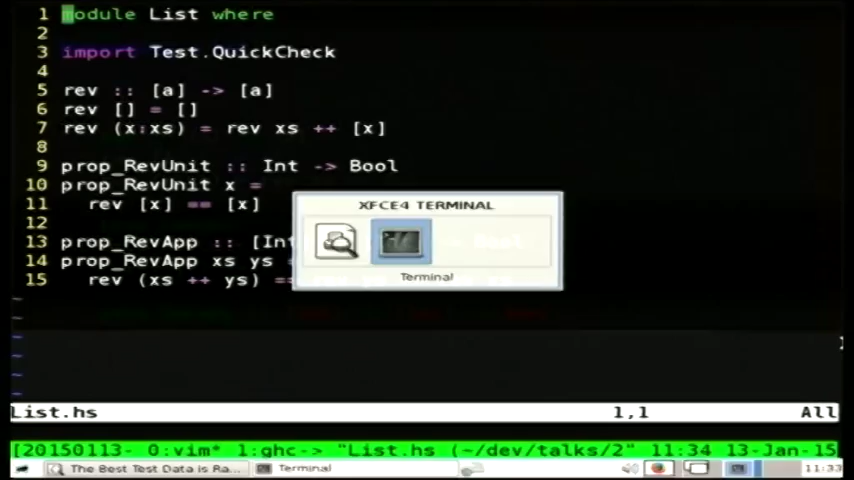 1 module List where
2
3 import Test.QuickCheck
4
5 rev :: [a] -> [a]
6 rev [] = []
7 rev (x:xs) = rev xs ++ [x]
8
9 prop_RevUnit :: Int -> Bool
10 prop_RevUnit x =
11 rev [x] == [x]
12
13 prop_RevApp :: [Int
14 prop_RevApp xs ys
15 rev (xs ++ ys) ==
XFCE4 TERMINAL
Terminal
~
~
~
~
~
~
List.hs 1,1 All
[20150113- 0:vim* 1:ghc-> "List.hs (~/dev/talks/2" 11:34 13-Jan-15
The Best Test Data is Ra... Terminal 11:33